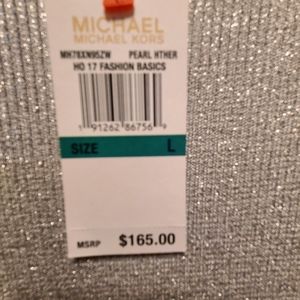 MICHAEL
MICHAEL KORS
MH78XN95ZW PEARL HTHER
HO 17 FASHION BASICS
1 91262 86756 9
SIZE L
MSRP $165.00